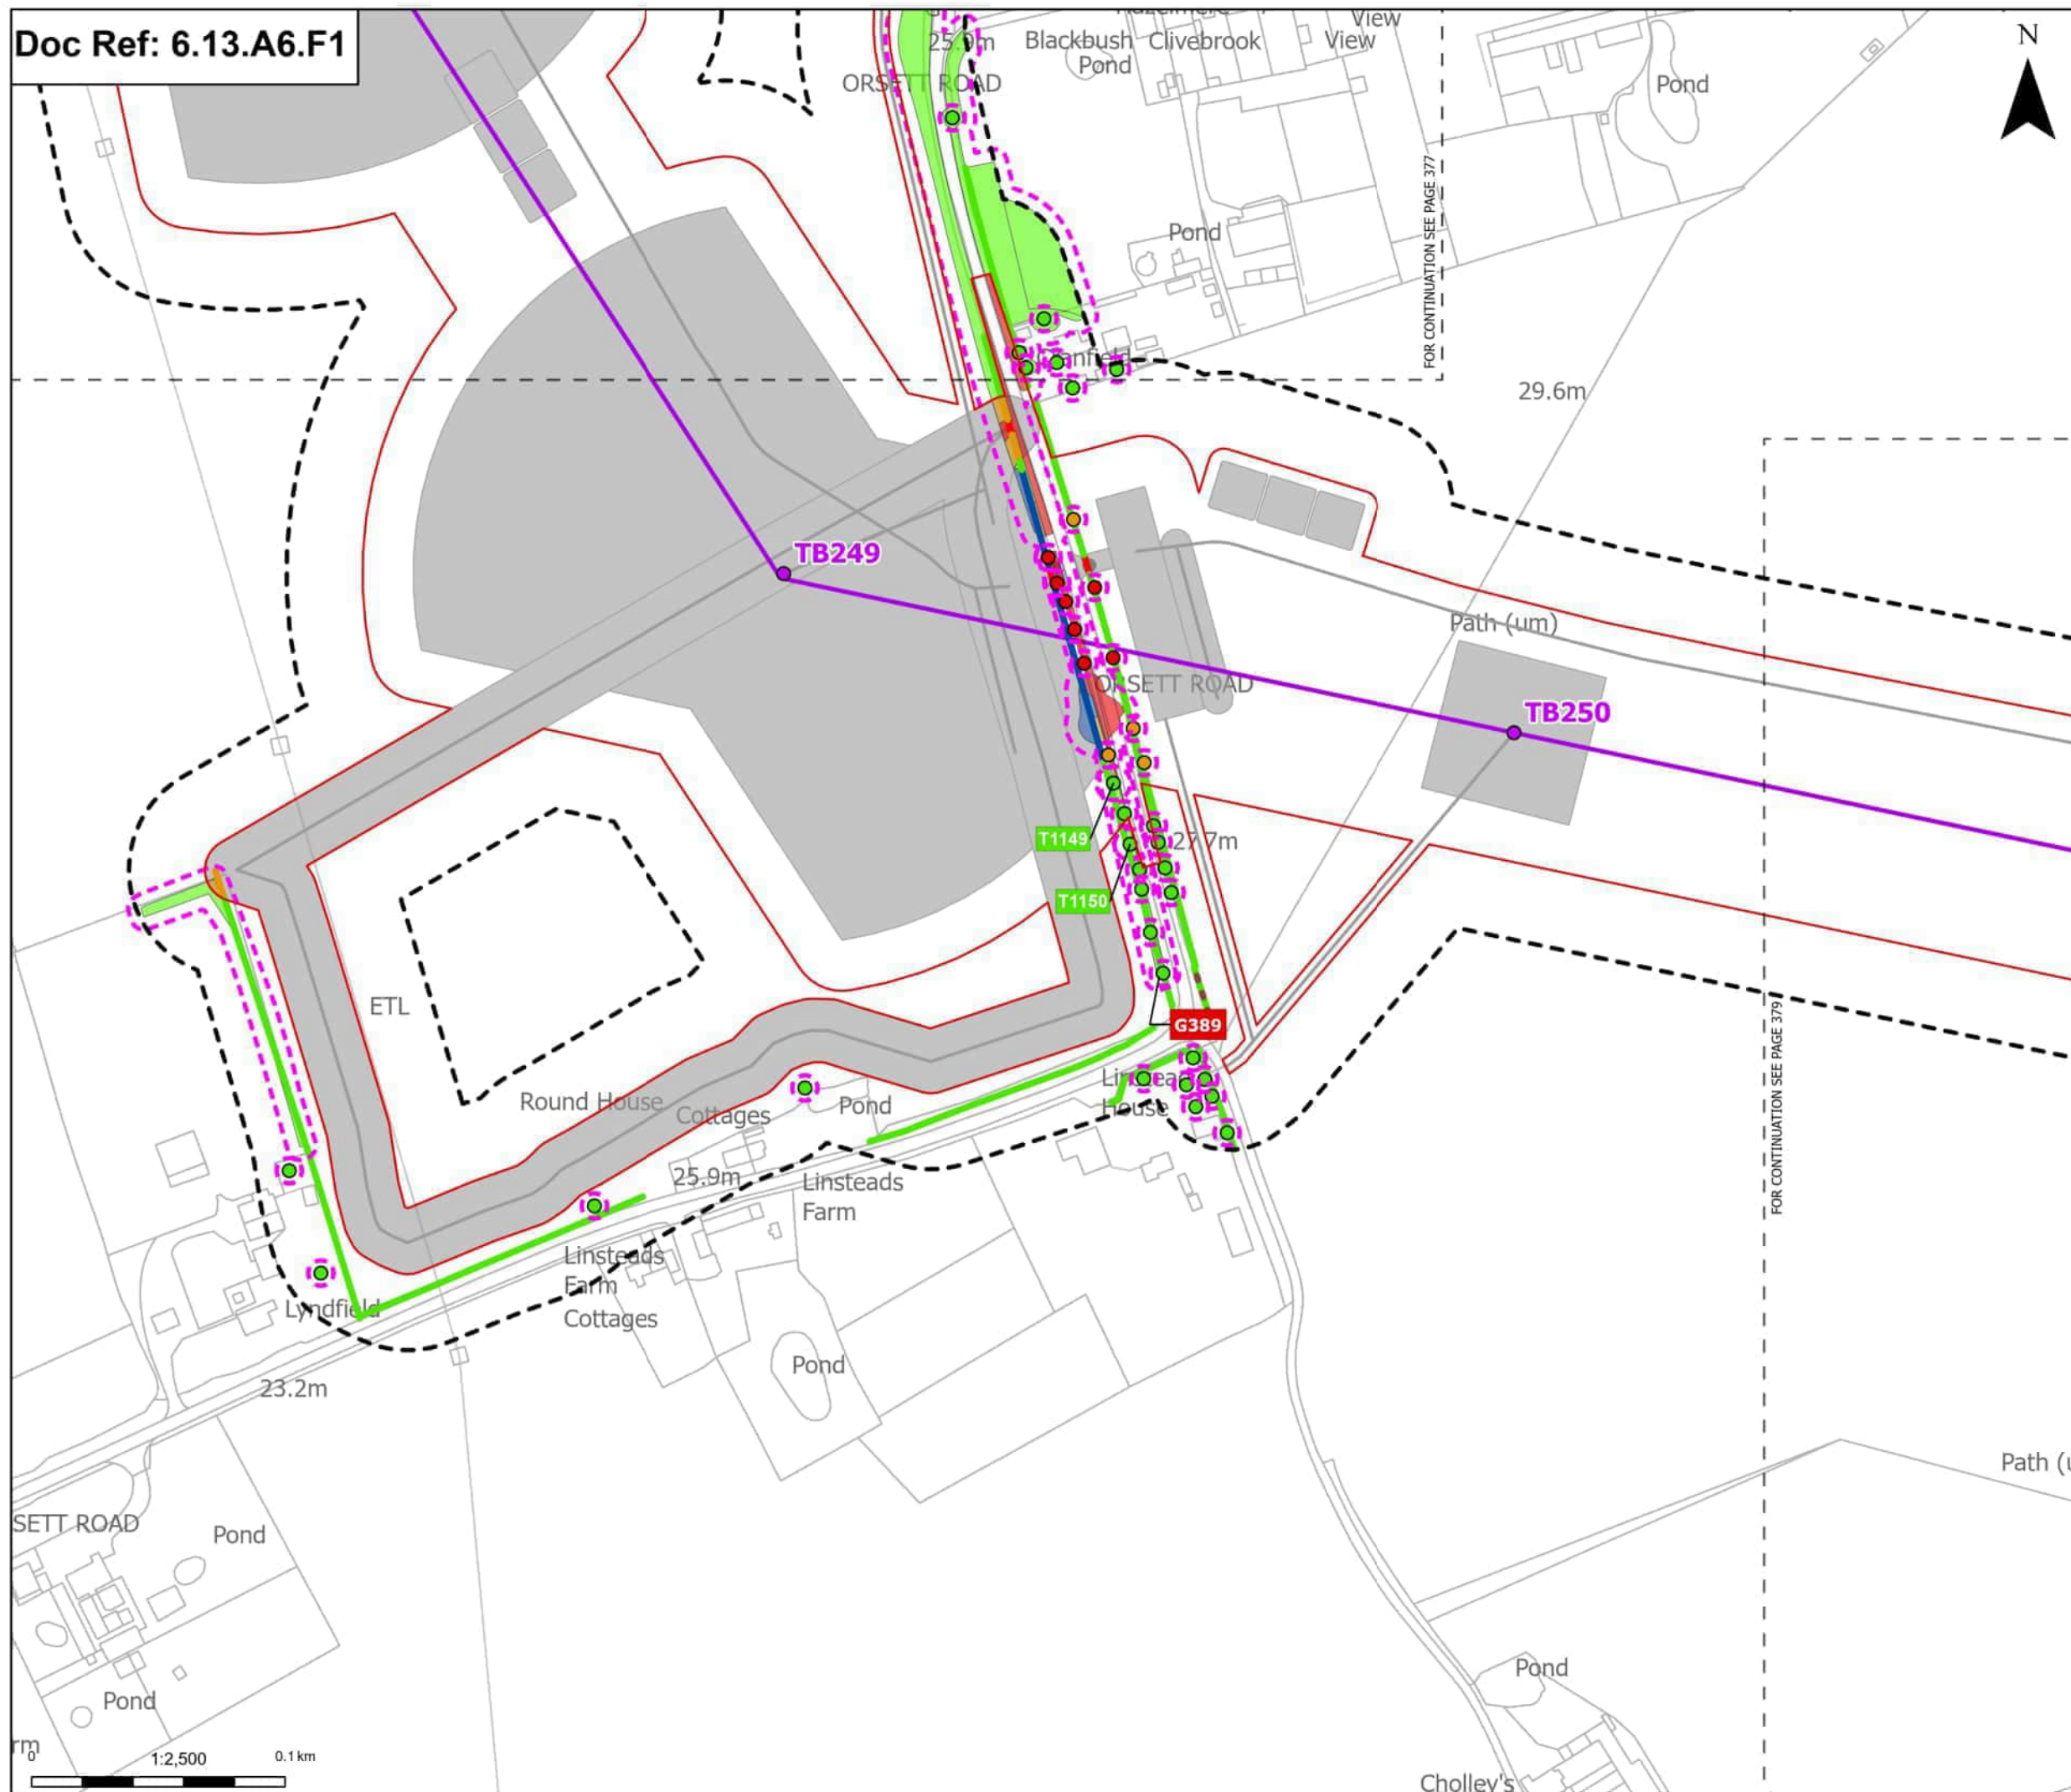 Doc Ref: 6.13.A6.F1
N
View
25.9m
Blackbush
Pond
Clivebrook
View
ORSETT ROAD
Pond
Pond
FOR CONTINUATION SEE PAGE 377
29.6m
TB249
Path (um)
ORSETT ROAD
TB250
T1149
27.7m
T1150
ETL
G389
FOR CONTINUATION SEE PAGE 379
Round House
Cottages
Pond
Linstead
House
25.9m
Linsteads
Farm
Linsteads
Farm
Cottages
Lyndfield
Pond
23.2m
Path (u
SETT ROAD
Pond
Pond
Pond
rm
0
1:2,500
0.1 km
Cholley's